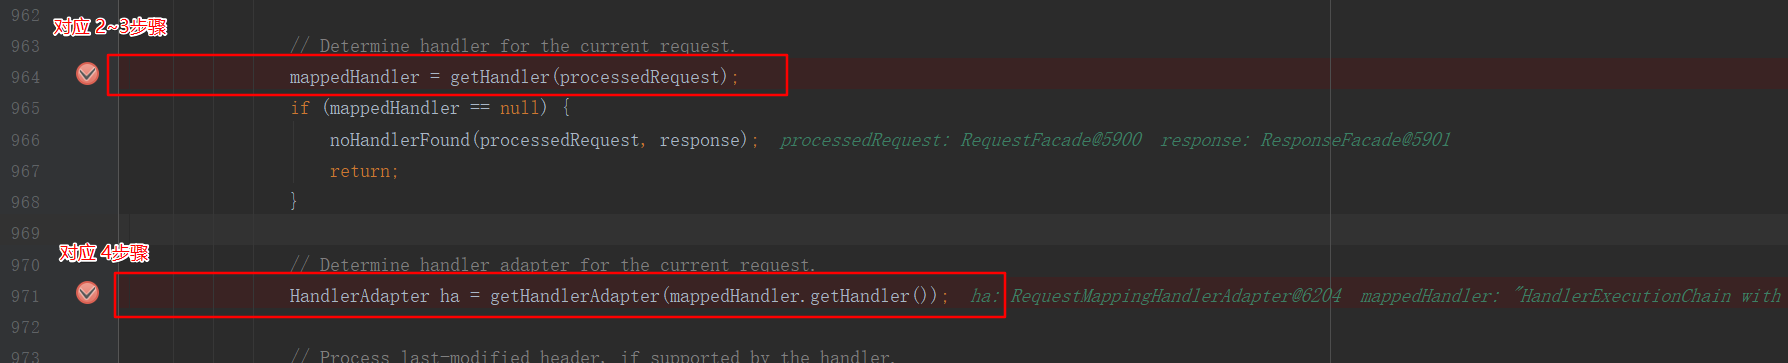 962
对应 2~3步骤
963 // Determine handler for the current request.
964 mappedHandler = getHandler(processedRequest);
965 if (mappedHandler == null) {
966 noHandlerFound(processedRequest, response); processedRequest: RequestFacade@5900 response: ResponseFacade@5901
967 return;
968 }
969
对应 4步骤
970 // Determine handler adapter for the current request.
971 HandlerAdapter ha = getHandlerAdapter(mappedHandler.getHandler()); ha: RequestMappingHandlerAdapter@6204 mappedHandler: "HandlerExecutionChain with
972
973 // Process last-modified header, if supported by the handler.